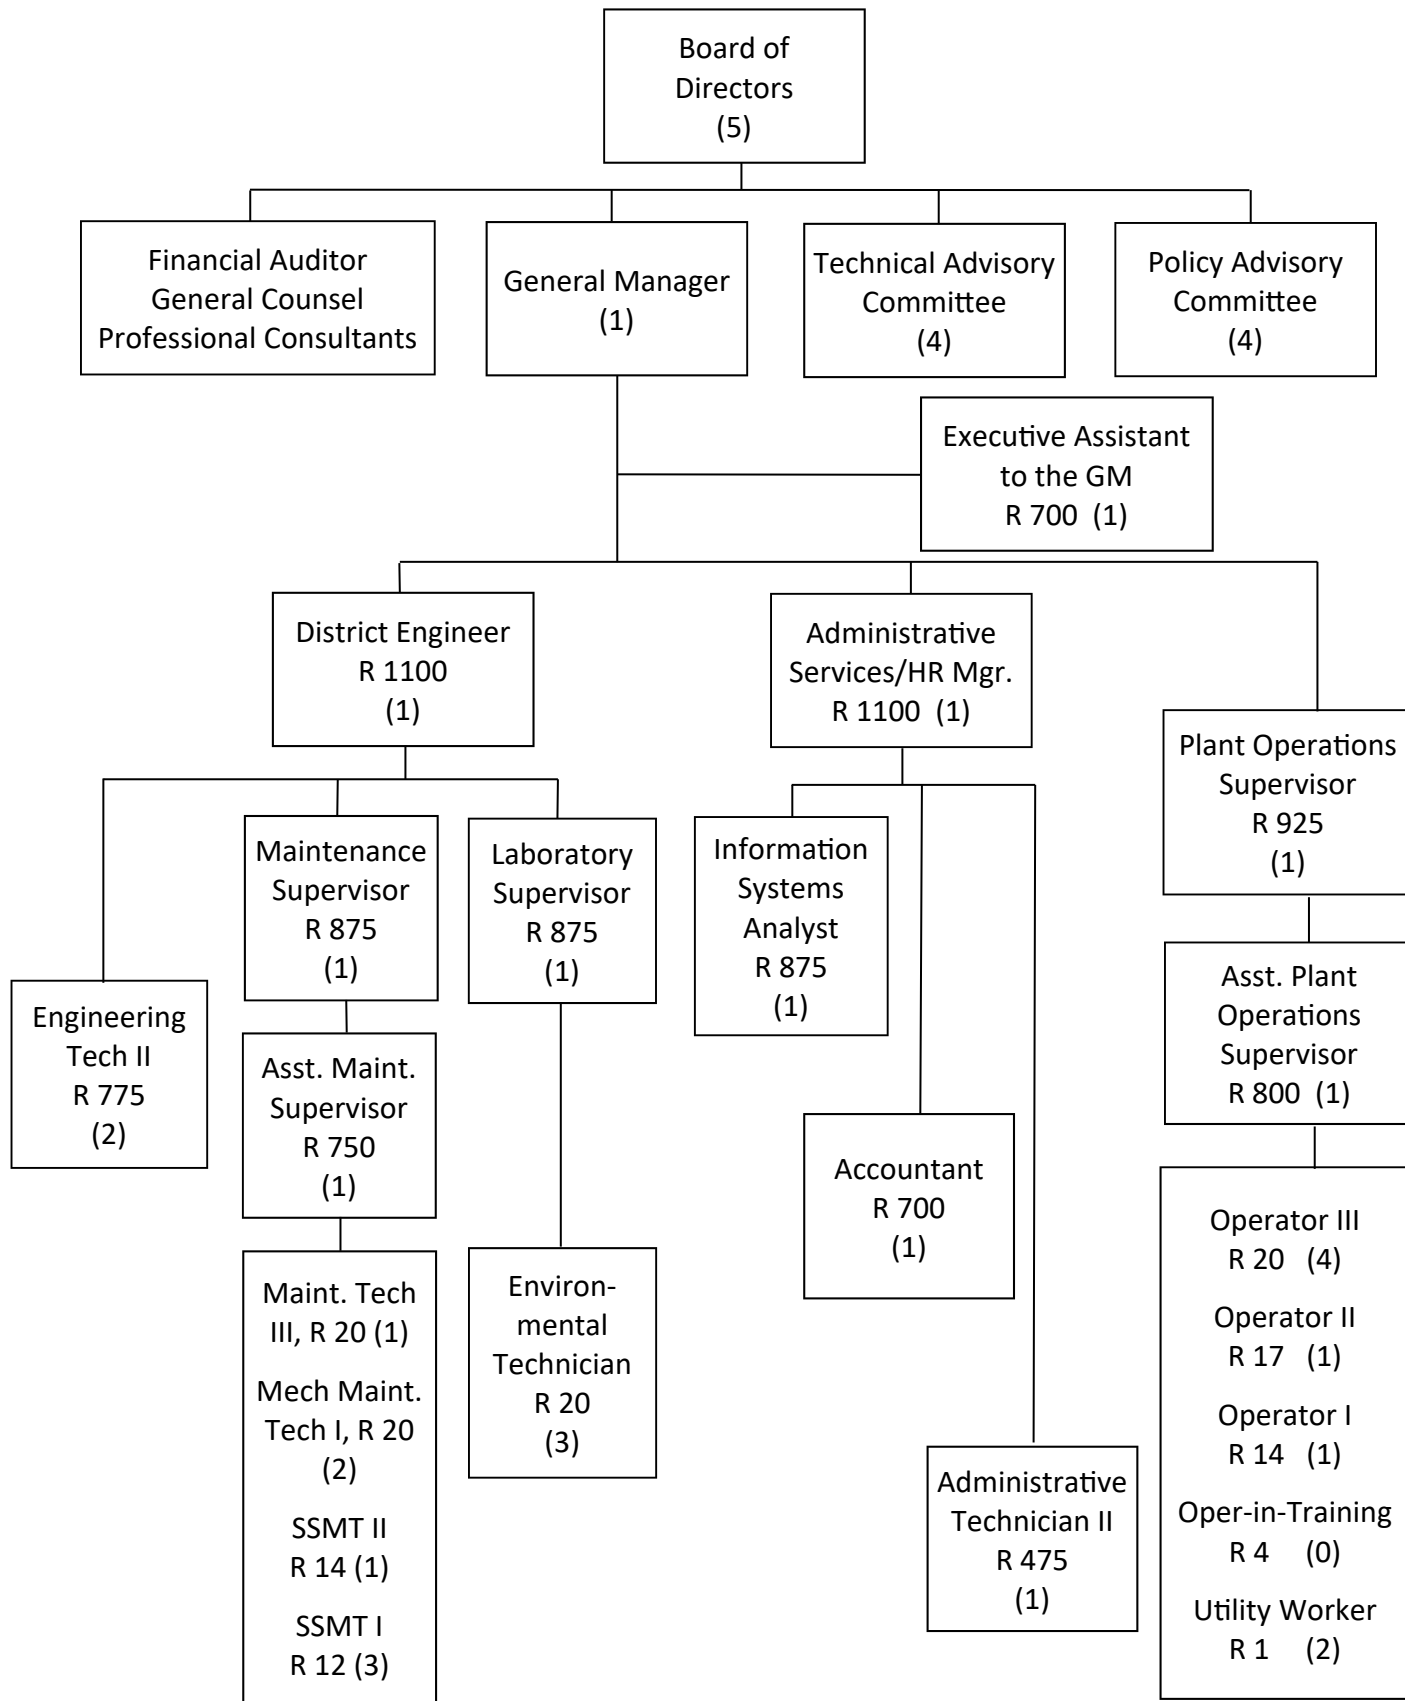 Board of
Directors
(5)
Financial Auditor
General Counsel
Professional Consultants
General Manager
(1)
Technical Advisory
Committee
(4)
Policy Advisory
Committee
(4)
Executive Assistant
to the GM
R 700 (1)
District Engineer
R 1100
(1)
Administrative
Services/HR Mgr.
R 1100 (1)
Plant Operations
Supervisor
R 925
(1)
Engineering
Tech II
R 775
(2)
Maintenance
Supervisor
R 875
(1)
Laboratory
Supervisor
R 875
(1)
Information
Systems
Analyst
R 875
(1)
Asst. Plant
Operations
Supervisor
R 800 (1)
Asst. Maint.
Supervisor
R 750
(1)
Accountant
R 700
(1)
Maint. Tech
III, R 20 (1)
Mech Maint.
Tech I, R 20
(2)
SSMT II
R 14 (1)
SSMT I
R 12 (3)
Environ-
mental
Technician
R 20
(3)
Administrative
Technician II
R 475
(1)
Operator III
R 20 (4)
Operator II
R 17 (1)
Operator I
R 14 (1)
Oper-in-Training
R 4 (0)
Utility Worker
R 1 (2)